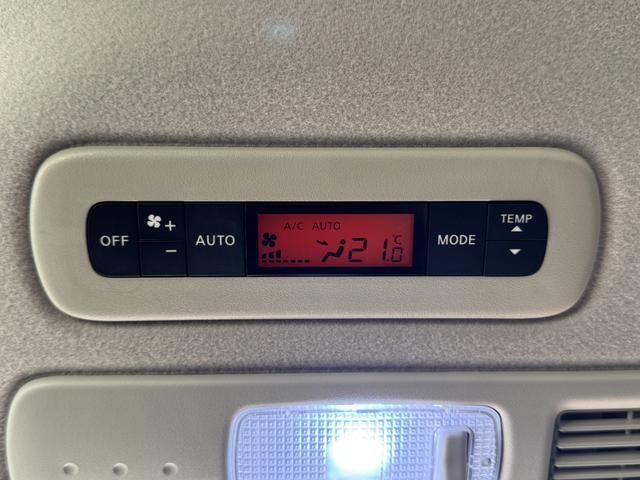 OFF
+
-
AUTO
A/C AUTO
21.0 °C
MODE
TEMP